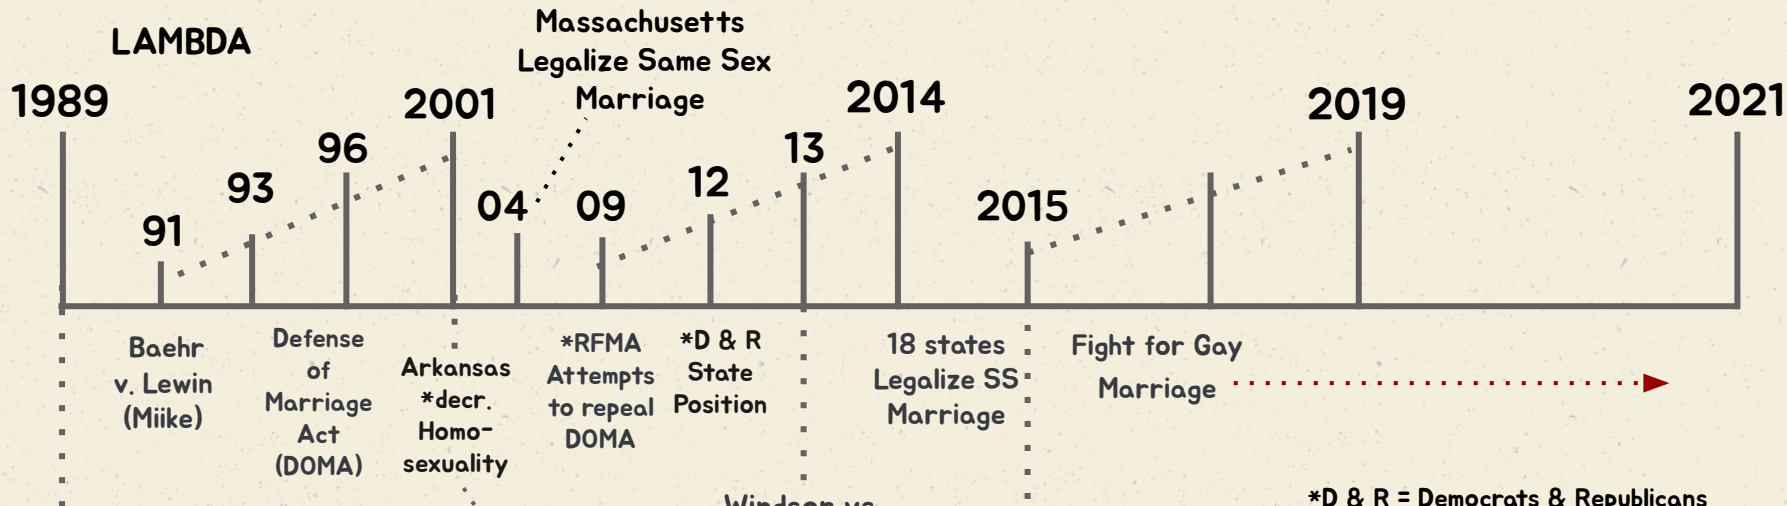 LAMBDA
Massachusetts
Legalize Same Sex
Marriage
1989
91
93
96
2001
04
09
12
13
2014
2015
2019
2021
Baehr
v. Lewin
(Miike)
Defense
of
Marriage
Act
(DOMA)
Arkansas
*decr.
Homo-
sexuality
*RFMA
Attempts
to repeal
DOMA
*D & R
State
Position
18 states
Legalize SS
Marriage
Fight for Gay
Marriage
Windsor vs
*D & R = Democrats & Republicans